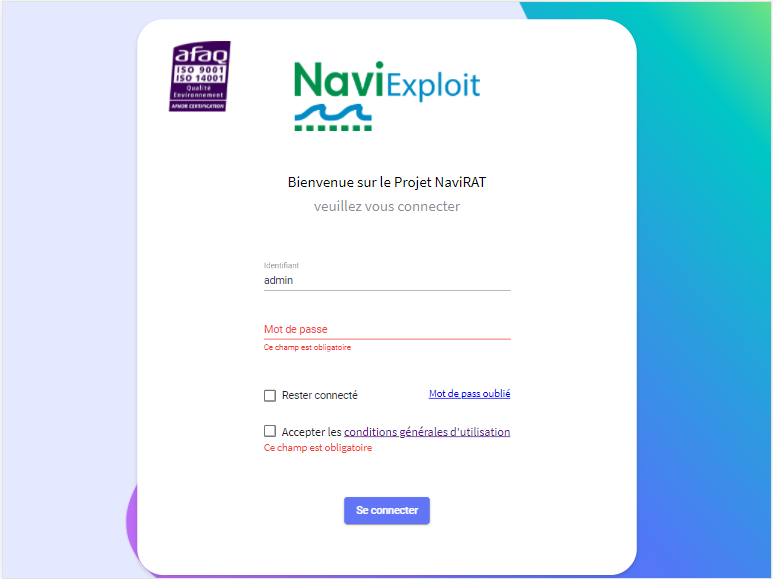 afaq
ISO 9001
ISO 14001
Qualité
Environnement
AFNOR CERTIFICATION
NaviExploit
Bienvenue sur le Projet NaviRAT
veuillez vous connecter
Identifiant
admin
Mot de passe
Ce champ est obligatoire
Rester connecté
Mot de pass oublié
Accepter les conditions générales d'utilisation
Ce champ est obligatoire
Se connecter